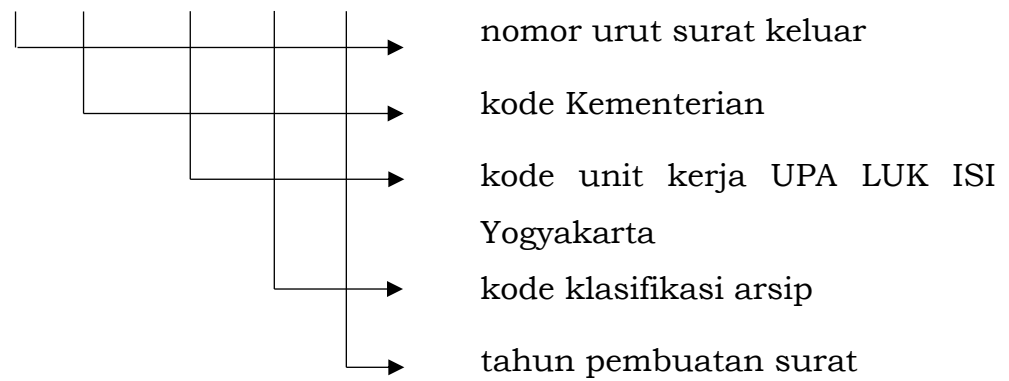 nomor urut surat keluar
kode Kementerian
kode unit kerja UPA LUK ISI
Yogyakarta
kode klasifikasi arsip
tahun pembuatan surat